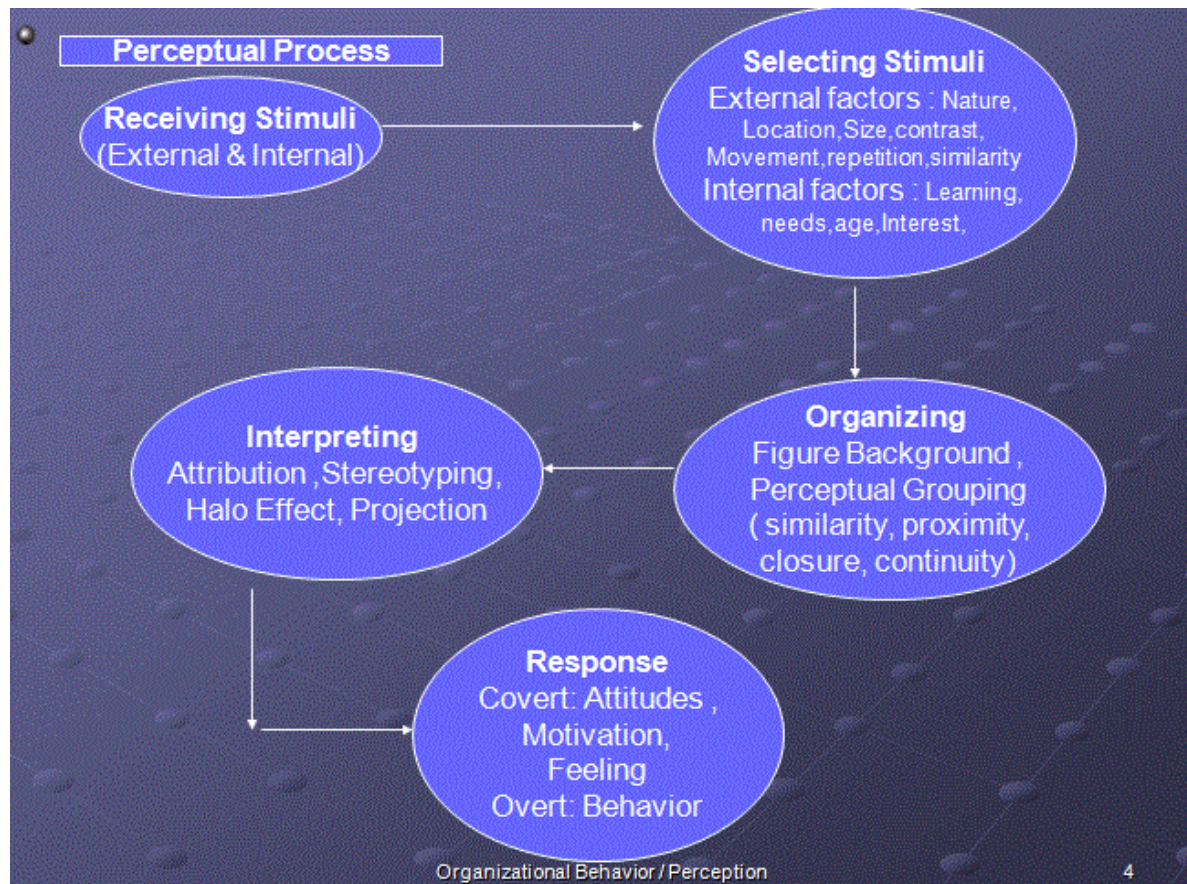 Perceptual Process
Receiving Stimuli
(External & Internal)
Selecting Stimuli
External factors : Nature,
Location,Size,contrast,
Movement,repetition,similarity
Internal factors : Learning,
needs,age,Interest,
Organizing
Figure Background ,
Perceptual Grouping
( similarity, proximity,
closure, continuity)
Interpreting
Attribution ,Stereotyping,
Halo Effect, Projection
Response
Covert: Attitudes ,
Motivation,
Feeling
Overt: Behavior
Organizational Behavior / Perception
4